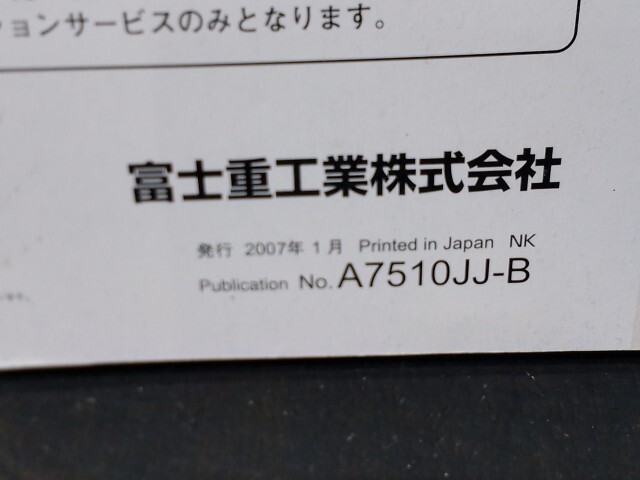 ションサービスのみとなります。
富士重工業株式会社
発行 2007年1月 Printed in Japan NK
Publication No. A7510JJ-B